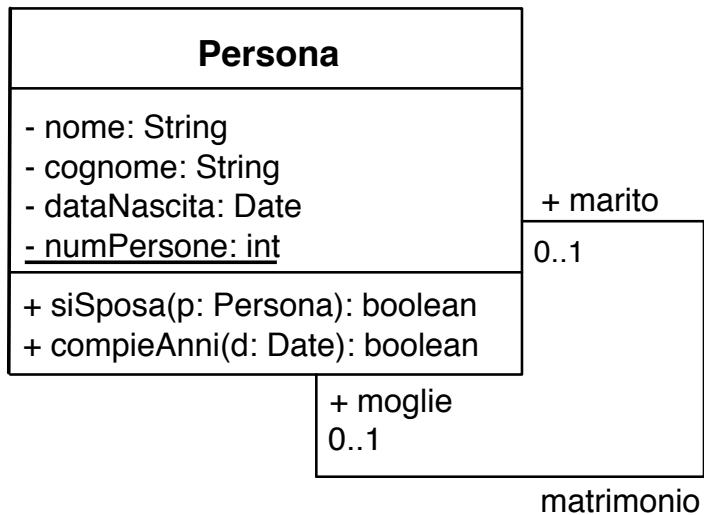 Persona
- nome: String
- cognome: String
- dataNascita: Date
- numPersone: int
+ siSposa(p: Persona): boolean
+ compieAnni(d: Date): boolean
+ marito
0..1
+ moglie
0..1
matrimonio